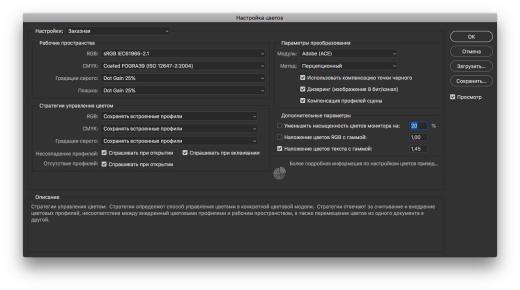 Настройка цветов
Настройки: Заказная
Рабочие пространства
RGB: sRGB IEC61966-2.1
CMYK: Coated FOGRA39 (ISO 12647-2:2004)
Градации серого: Dot Gain 25%
Плашка: Dot Gain 25%
Стратегии управления цветом
RGB: Сохранять встроенные профили
CMYK: Сохранять встроенные профили
Градации серого: Сохранять встроенные профили
Несовпадение профилей: Спрашивать при открытии Спрашивать при вклеивании
Отсутствие профилей: Спрашивать при открытии
Параметры преобразования
Модуль: Adobe (ACE)
Метод: Перцепционный
Использовать компенсацию точки черного
Дизеринг (изображение 8 бит/канал)
Компенсация профилей сцены
Дополнительные параметры
Уменьшить насыщенность цветов монитора на: 20 %
Наложение цветов RGB с гаммой: 1,00
Наложение цветов текста с гаммой: 1,45
Более подробная информация по настройкам цветов пример...
OK
Отмена
Загрузить...
Сохранить...
Просмотр
Описание
Стратегии управления цветом: Стратегии определяют способ управления цветами в конкретной цветовой модели. Стратегии отвечают за считывание и внедрение
цветовых профилей, несоответствие между внедренный цветовыми профилями и рабочим пространством, а также перемещение цветов из одного документа в
другой.